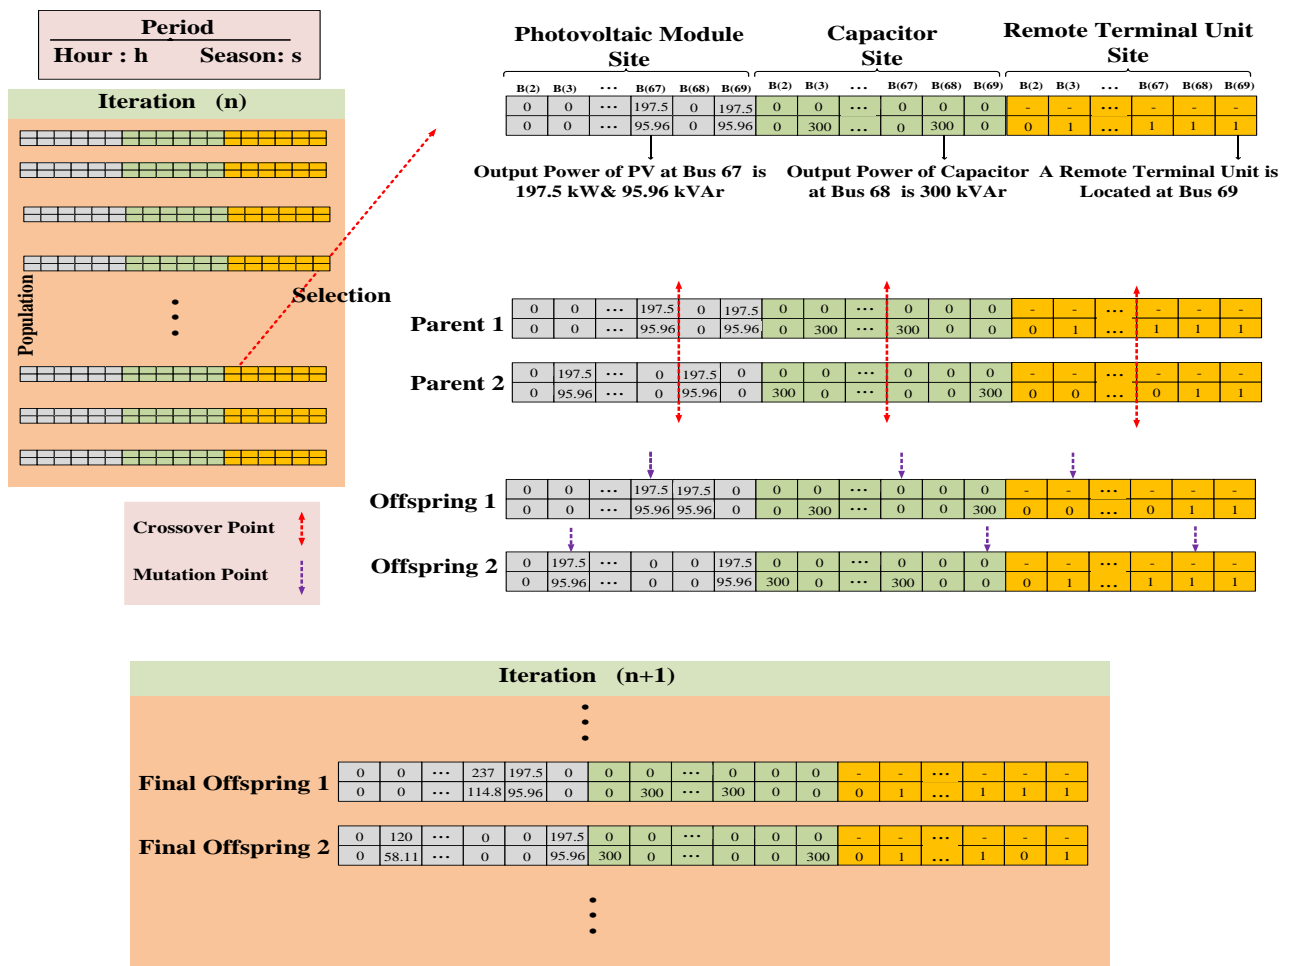 Period
Hour : h Season: s
Iteration (n)
Population
Selection
Crossover Point
Mutation Point
Photovoltaic Module Site
Capacitor Site
Remote Terminal Unit Site
B(2) B(3) ... B(67) B(68) B(69) B(2) B(3) ... B(67) B(68) B(69) B(2) B(3) ... B(67) B(68) B(69)
0 0 ... 197.5 0 197.5 0 0 ... 0 0 0 - - ... - - -
0 0 ... 95.96 0 95.96 0 300 ... 0 300 0 0 1 ... 1 1 1
Output Power of PV at Bus 67 is
197.5 kW& 95.96 kVAr
Output Power of Capacitor
at Bus 68 is 300 kVAr
A Remote Terminal Unit is
Located at Bus 69
Parent 1
0 0 ... 197.5 0 197.5 0 0 ... 0 0 0 - - ... - - -
0 0 ... 95.96 0 95.96 0 300 ... 300 0 0 0 1 ... 1 1 1
Parent 2
0 197.5 ... 0 197.5 0 0 0 ... 0 0 0 - - ... - - -
0 95.96 ... 0 95.96 0 300 0 ... 0 0 300 0 0 ... 0 1 1
Offspring 1
0 0 ... 197.5 197.5 0 0 0 ... 0 0 0 - - ... - - -
0 0 ... 95.96 95.96 0 0 300 ... 0 0 300 0 0 ... 0 1 1
Offspring 2
0 197.5 ... 0 0 197.5 0 0 ... 0 0 0 - - ... - - -
0 95.96 ... 0 0 95.96 300 0 ... 300 0 0 0 1 ... 1 1 1
Iteration (n+1)
Final Offspring 1
0 0 ... 237 197.5 0 0 0 ... 0 0 0 - - ... - - -
0 0 ... 114.8 95.96 0 0 300 ... 300 0 0 0 1 ... 1 1 1
Final Offspring 2
0 120 ... 0 0 197.5 0 0 ... 0 0 0 - - ... - - -
0 58.11 ... 0 0 95.96 300 0 ... 0 0 300 0 1 ... 1 0 1